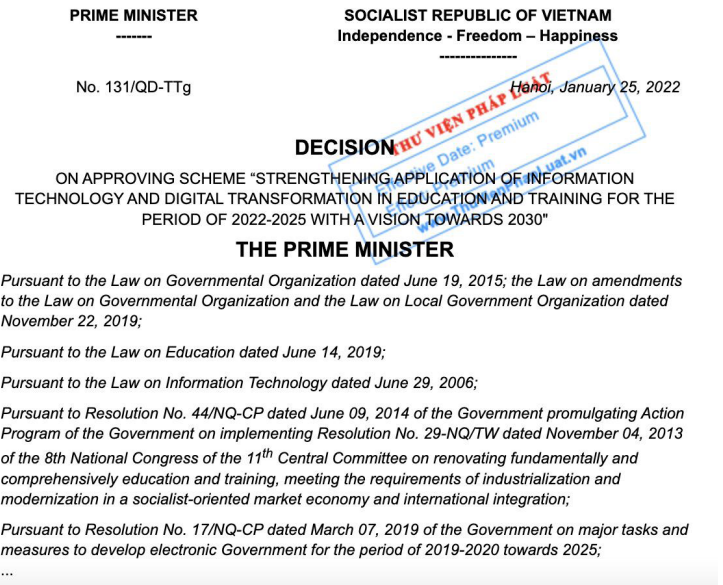 PRIME MINISTER
-------
SOCIALIST REPUBLIC OF VIETNAM
Independence - Freedom – Happiness
---------------
No. 131/QD-TTg
Hanoi, January 25, 2022
THƯ VIỆN PHÁP LUẬT
Effective Date: Premium
Effect: Premium
www.ThuVienPhapLuat.vn
DECISION
ON APPROVING SCHEME “STRENGTHENING APPLICATION OF INFORMATION
TECHNOLOGY AND DIGITAL TRANSFORMATION IN EDUCATION AND TRAINING FOR THE
PERIOD OF 2022-2025 WITH A VISION TOWARDS 2030"
THE PRIME MINISTER
Pursuant to the Law on Governmental Organization dated June 19, 2015; the Law on amendments
to the Law on Governmental Organization and the Law on Local Government Organization dated
November 22, 2019;
Pursuant to the Law on Education dated June 14, 2019;
Pursuant to the Law on Information Technology dated June 29, 2006;
Pursuant to Resolution No. 44/NQ-CP dated June 09, 2014 of the Government promulgating Action
Program of the Government on implementing Resolution No. 29-NQ/TW dated November 04, 2013
of the 8th National Congress of the 11th Central Committee on renovating fundamentally and
comprehensively education and training, meeting the requirements of industrialization and
modernization in a socialist-oriented market economy and international integration;
Pursuant to Resolution No. 17/NQ-CP dated March 07, 2019 of the Government on major tasks and
measures to develop electronic Government for the period of 2019-2020 towards 2025;
...